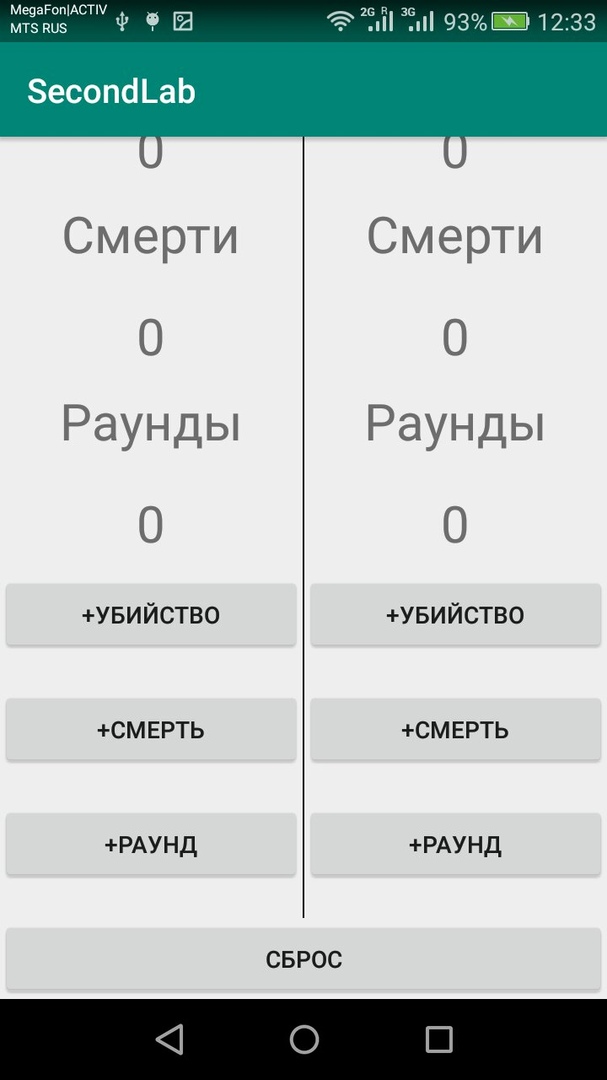 MegaFon|ACTIV
MTS RUS
2G R 3G 93% 12:33
SecondLab
0 0
Смерти Смерти
0 0
Раунды Раунды
0 0
+УБИЙСТВО +УБИЙСТВО
+СМЕРТЬ +СМЕРТЬ
+РАУНД +РАУНД
СБРОС